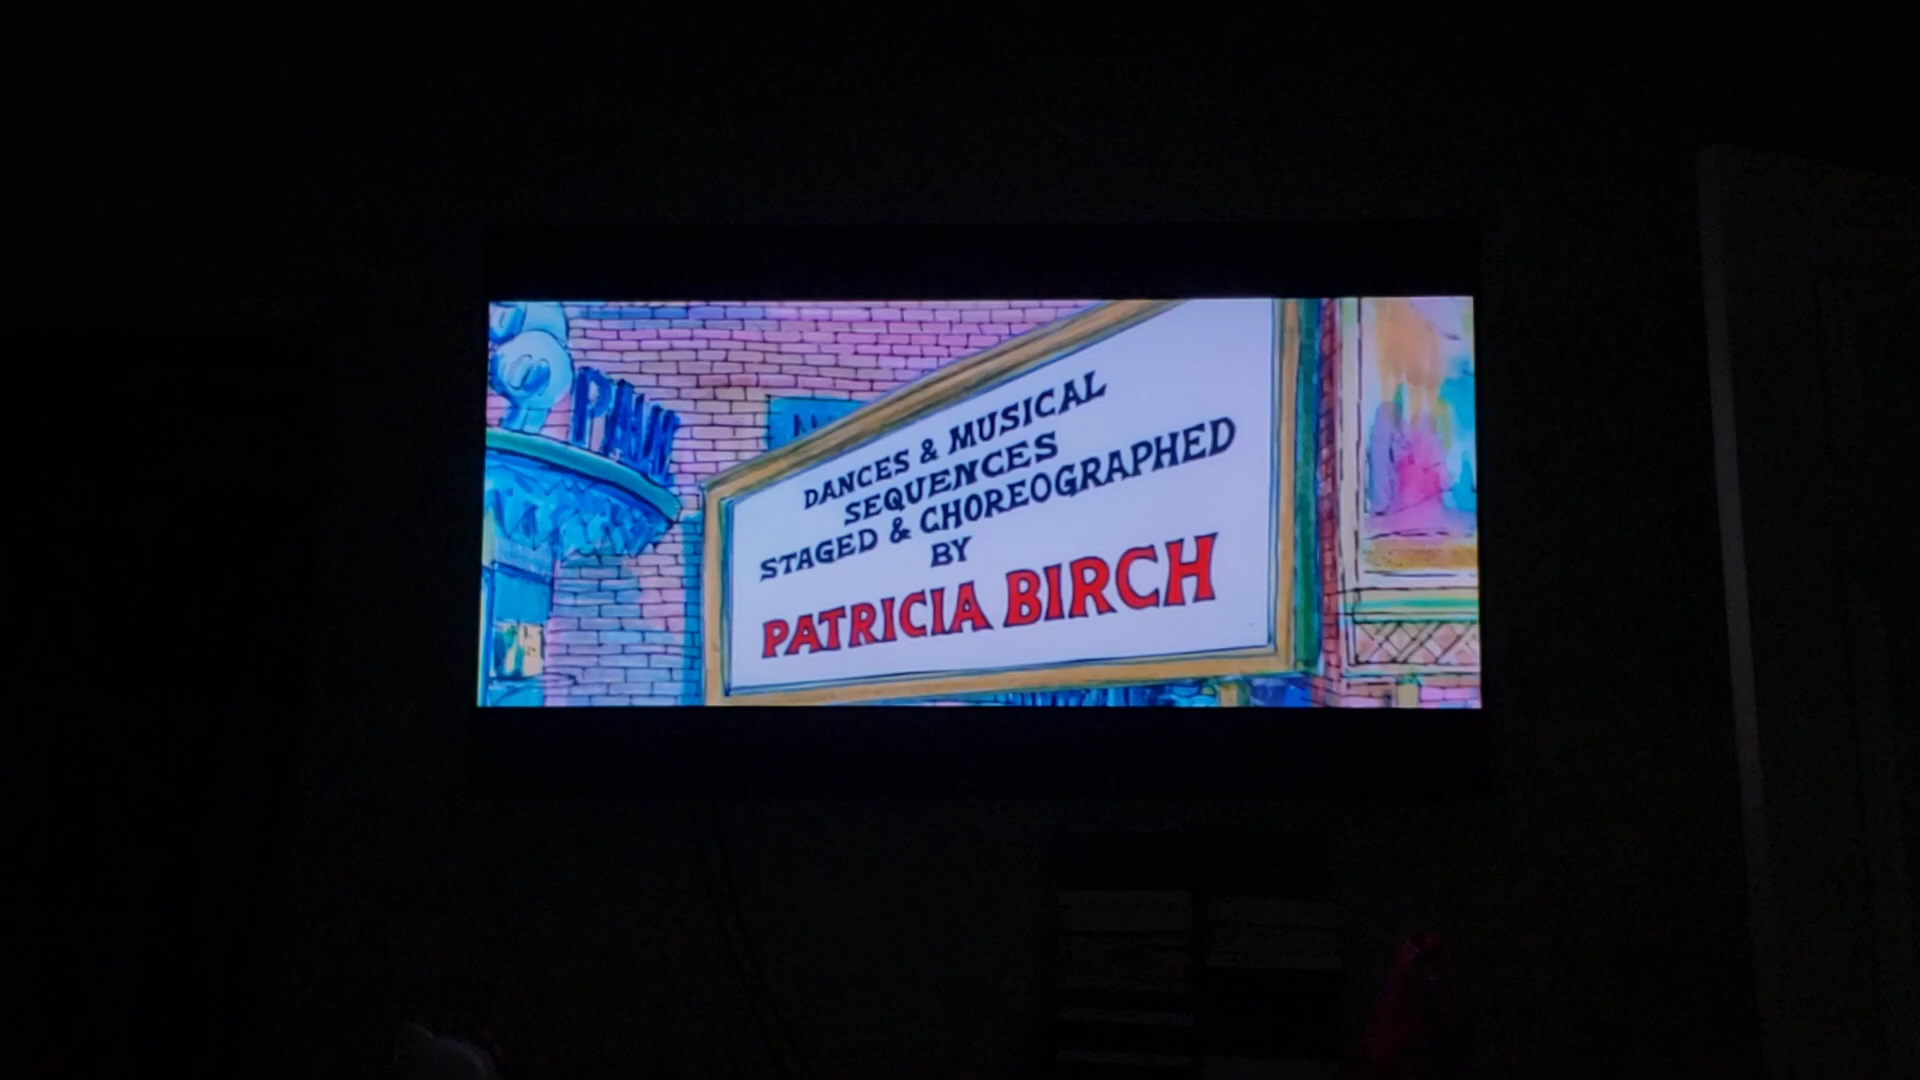 DANCES & MUSICAL
SEQUENCES
STAGED & CHOREOGRAPHED
BY
PATRICIA BIRCH